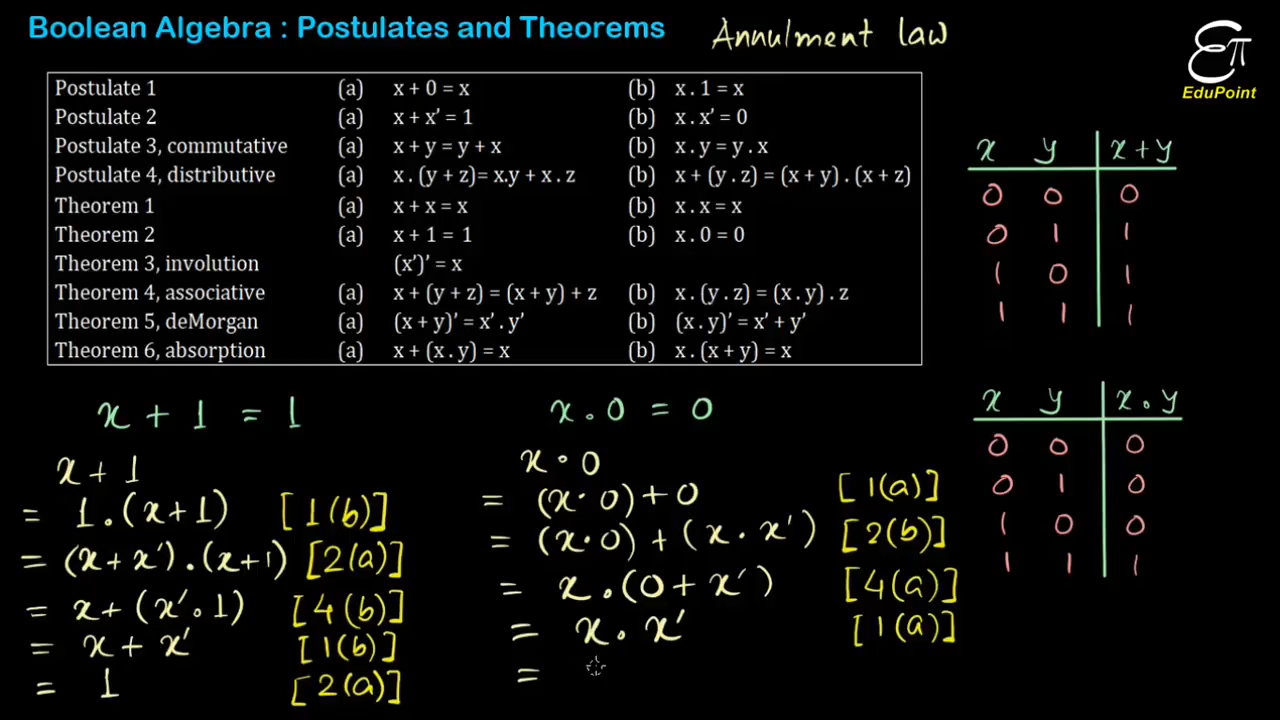 Boolean Algebra : Postulates and Theorems Annulment law
Eπ
EduPoint
Postulate 1 (a) x + 0 = x (b) x . 1 = x
Postulate 2 (a) x + x’ = 1 (b) x . x’ = 0
Postulate 3, commutative (a) x + y = y + x (b) x . y = y . x
Postulate 4, distributive (a) x . (y + z)= x.y + x . z (b) x + (y . z) = (x + y) . (x + z)
Theorem 1 (a) x + x = x (b) x . x = x
Theorem 2 (a) x + 1 = 1 (b) x . 0 = 0
Theorem 3, involution (x’)’ = x
Theorem 4, associative (a) x + (y + z) = (x + y) + z (b) x . (y . z) = (x . y) . z
Theorem 5, deMorgan (a) (x + y)’ = x’ . y’ (b) (x . y)’ = x’ + y’
Theorem 6, absorption (a) x + (x . y) = x (b) x . (x + y) = x
x y x + y
0 0 0
0 1 1
1 0 1
1 1 1
x + 1 = 1
x + 1
= 1 . (x + 1) [1(b)]
= (x + x') . (x + 1) [2(a)]
= x + (x' . 1) [4(b)]
= x + x' [1(b)]
= 1 [2(a)]
x . 0 = 0
x . 0
= (x . 0) + 0 [1(a)]
= (x . 0) + (x . x') [2(b)]
= x . (0 + x') [4(a)]
= x . x' [1(a)]
=
x y x . y
0 0 0
0 1 0
1 0 0
1 1 1